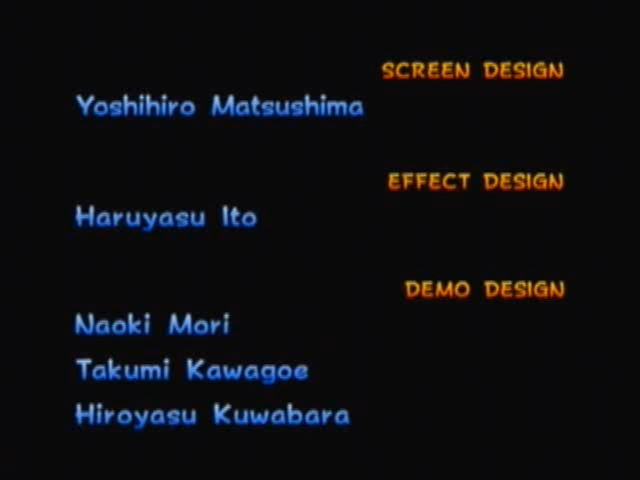 SCREEN DESIGN
Yoshihiro Matsushima
EFFECT DESIGN
Haruyasu Ito
DEMO DESIGN
Naoki Mori
Takumi Kawagoe
Hiroyasu Kuwabara